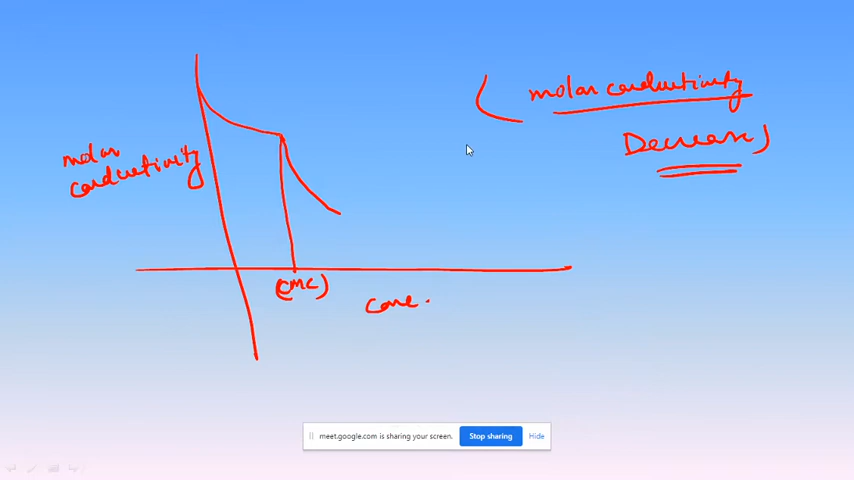 molar conductivity
Decrease)
molar
conductivity
(CMC)
Conc.
meet.google.com is sharing your screen.
Stop sharing
Hide